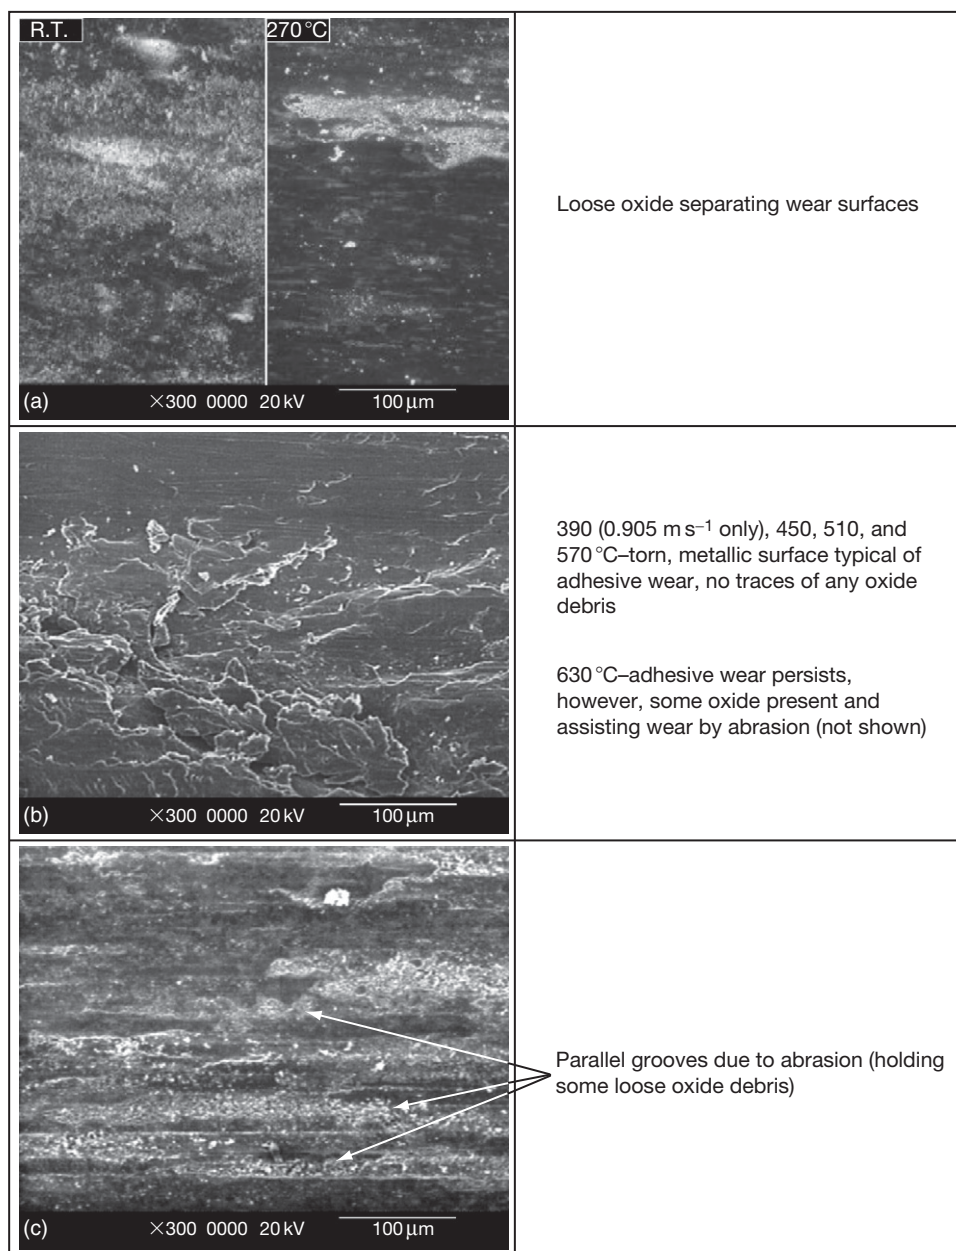 R.T.
270 °C
(a)
×300 0000 20 kV
100 µm
Loose oxide separating wear surfaces
(b)
×300 0000 20 kV
100 µm
390 (0.905 m s⁻¹ only), 450, 510, and
570 °C–torn, metallic surface typical of
adhesive wear, no traces of any oxide
debris
630 °C–adhesive wear persists,
however, some oxide present and
assisting wear by abrasion (not shown)
(c)
×300 0000 20 kV
100 µm
Parallel grooves due to abrasion (holding
some loose oxide debris)